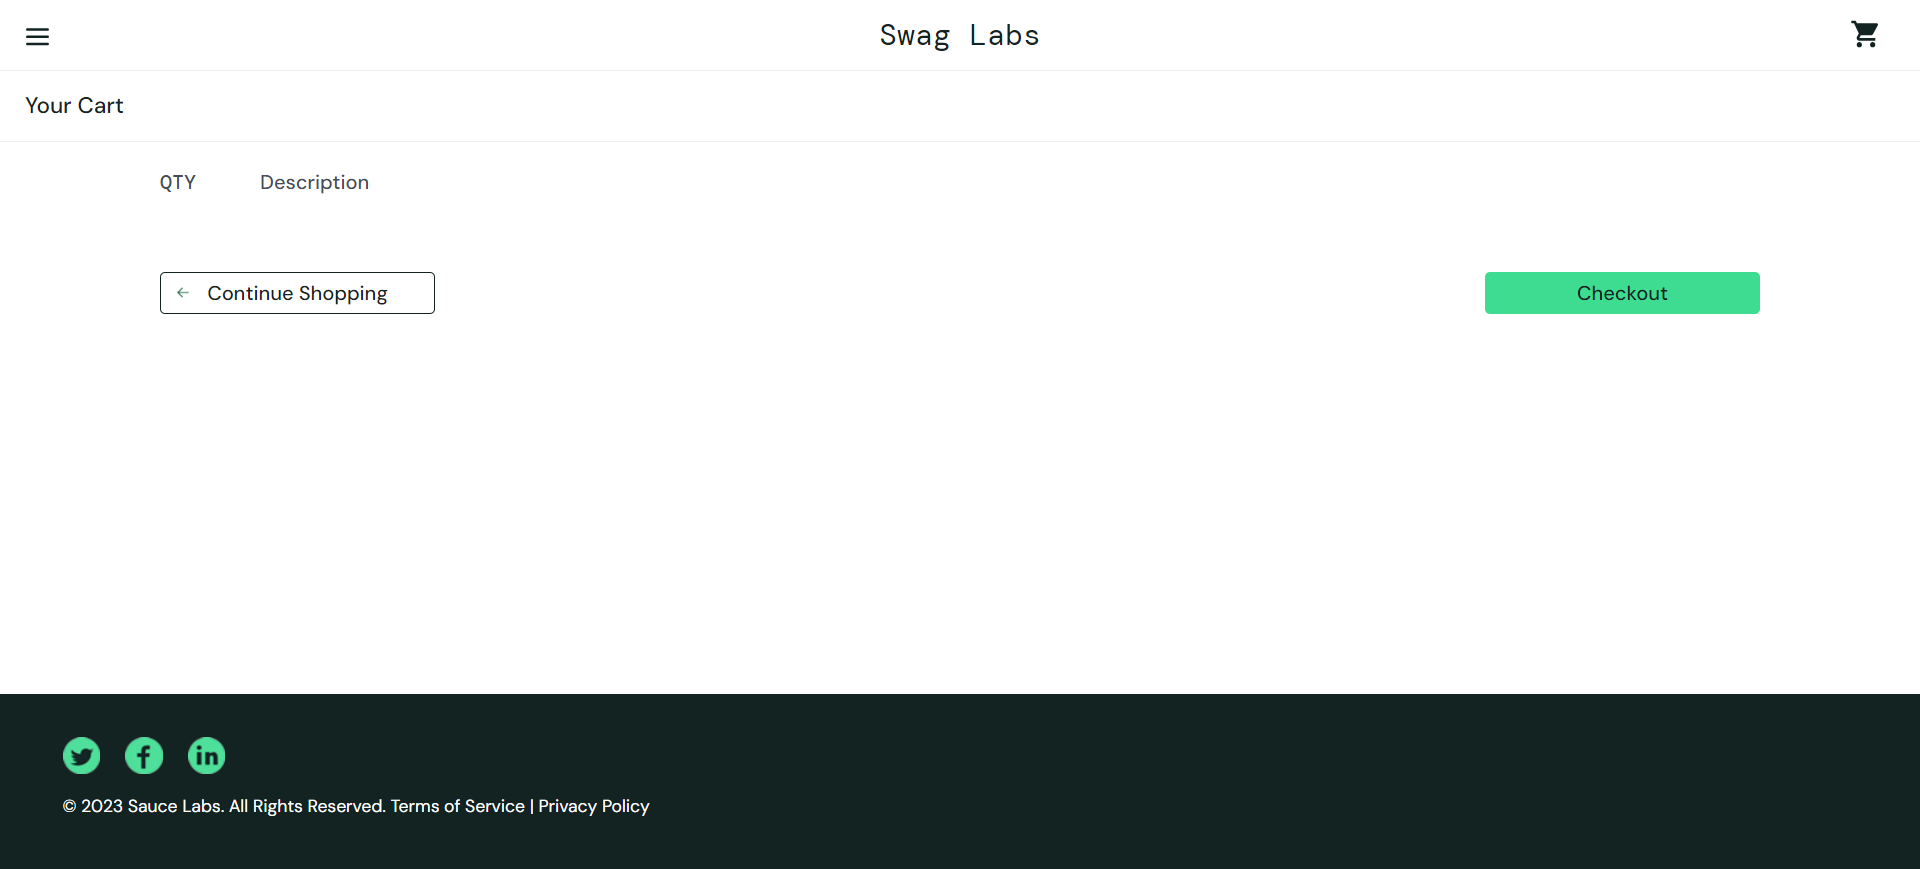 Swag Labs
Your Cart
QTY Description
Continue Shopping Checkout
© 2023 Sauce Labs. All Rights Reserved. Terms of Service | Privacy Policy